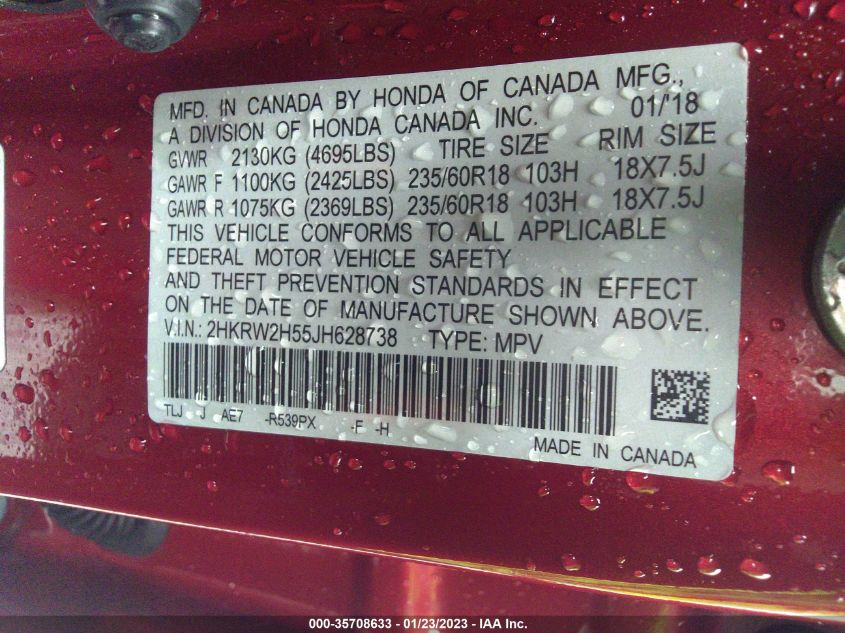 MFD. IN CANADA BY HONDA OF CANADA MFG.,
A DIVISION OF HONDA CANADA INC. 01/'18
GVWR 2130KG (4695LBS) TIRE SIZE RIM SIZE
GAWR F 1100KG (2425LBS) 235/60R18 103H 18X7.5J
GAWR R 1075KG (2369LBS) 235/60R18 103H 18X7.5J
THIS VEHICLE CONFORMS TO ALL APPLICABLE
FEDERAL MOTOR VEHICLE SAFETY
AND THEFT PREVENTION STANDARDS IN EFFECT
ON THE DATE OF MANUFACTURE SHOWN ABOVE.
V.I.N.: 2HKRW2H55JH628738 TYPE: MPV
TLJ J AE7 -R539PX -F -H
MADE IN CANADA
000-35708633 - 01/23/2023 - IAA Inc.